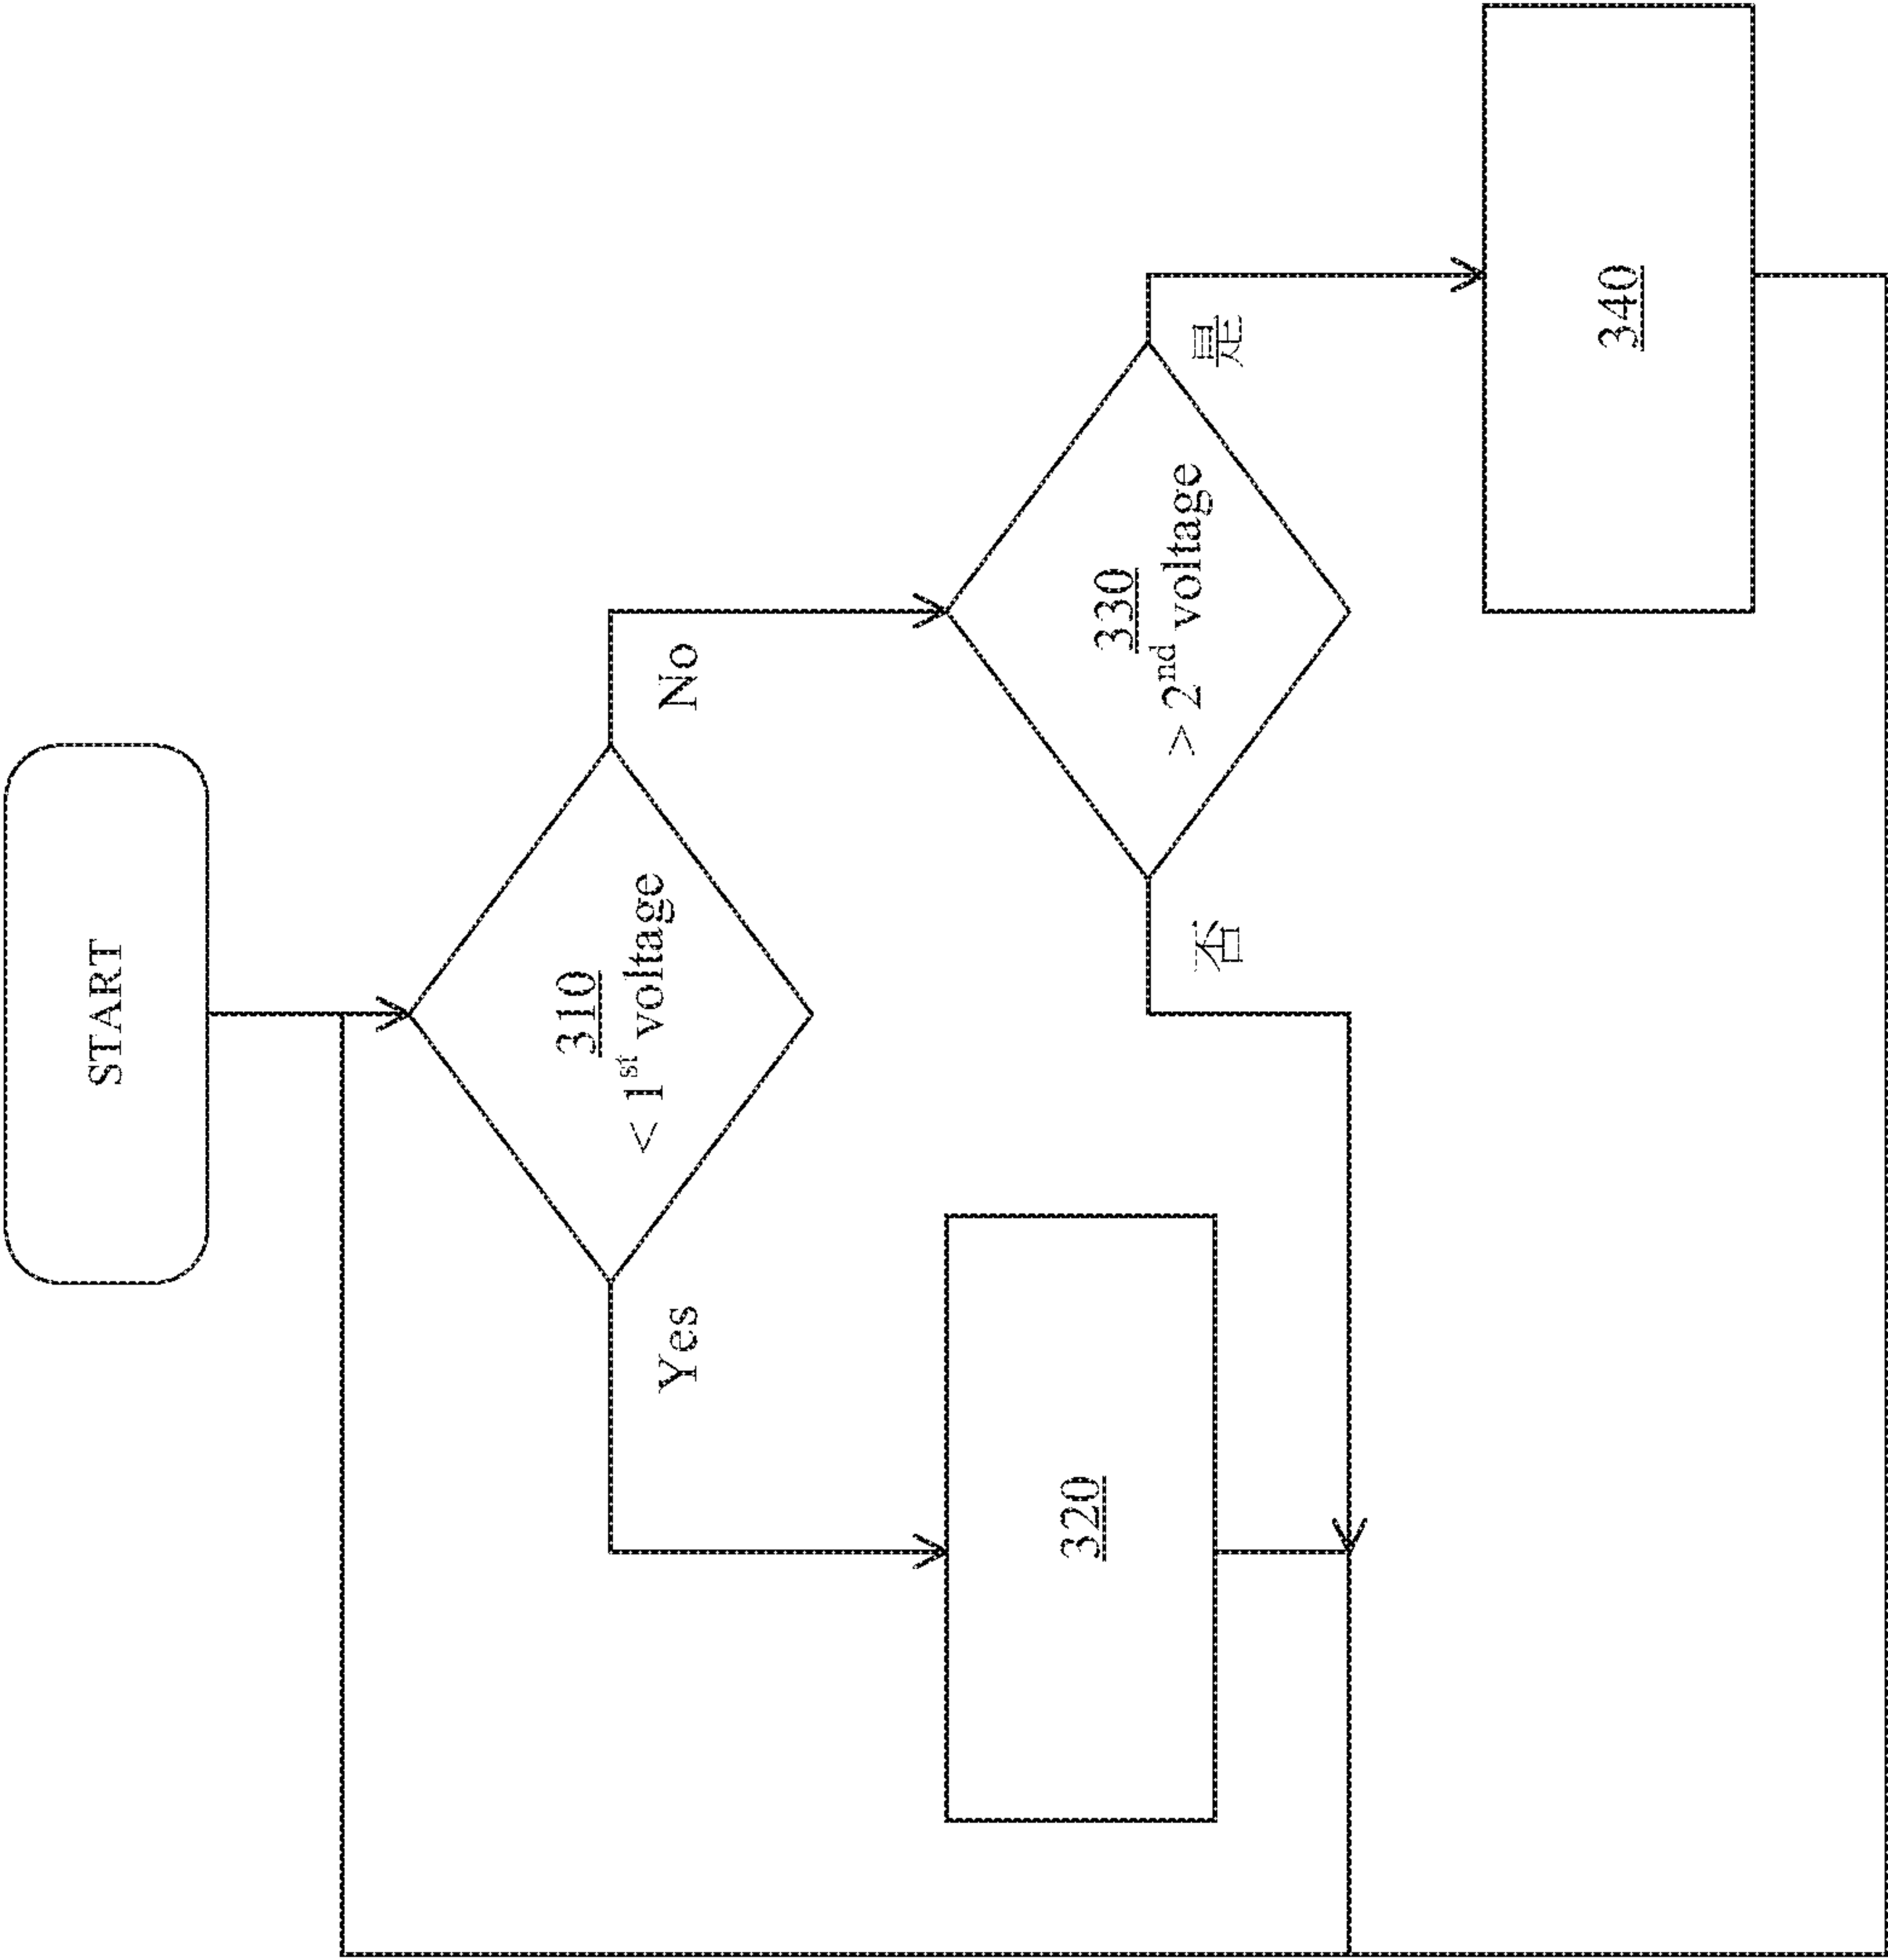 START
310
< 1st voltage
Yes
No
320
330
> 2nd voltage
否
是
340